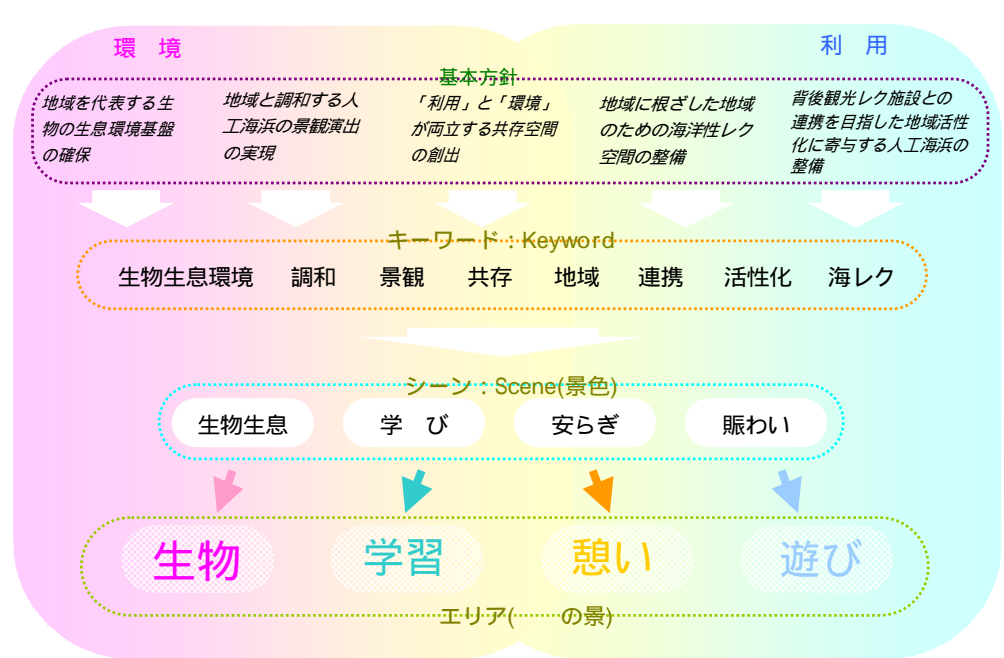 環　境
利　用
基本方針
地域を代表する生
物の生息環境基盤
の確保
地域と調和する人
工海浜の景観演出
の実現
「利用」と「環境」
が両立する共存空間
の創出
地域に根ざした地域
のための海洋性レク
空間の整備
背後観光レク施設との
連携を目指した地域活性
化に寄与する人工海浜の
整備
キーワード：Keyword
生物生息環境　調和　景観　共存　地域　連携　活性化　海レク
シーン：Scene(景色)
生物生息　学　び　安らぎ　賑わい
生物　学習　憩い　遊び
エリア(　　の景)